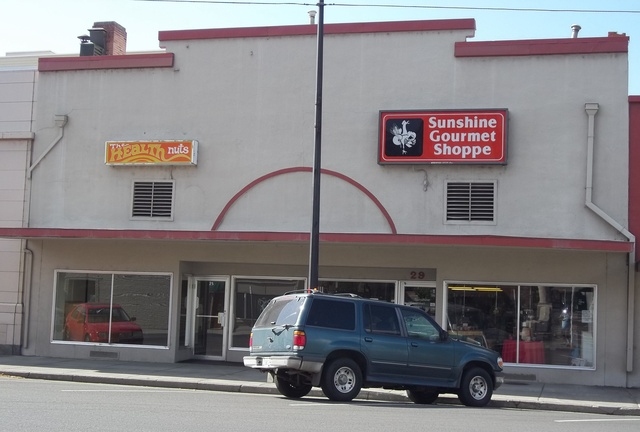 The
HEALTH nuts
Sunshine
Gourmet
Shoppe
29